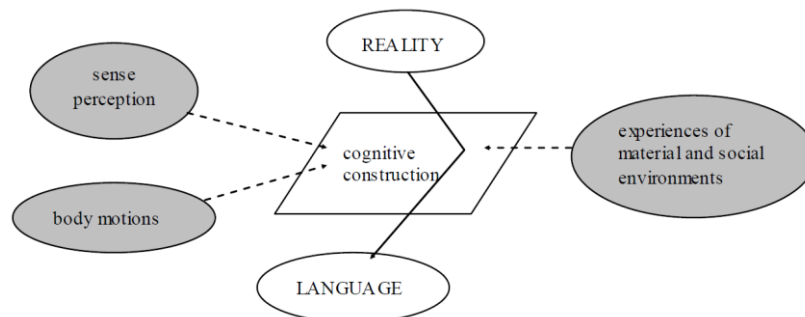 REALITY
sense
perception
cognitive
construction
experiences of
material and social
environments
body motions
LANGUAGE